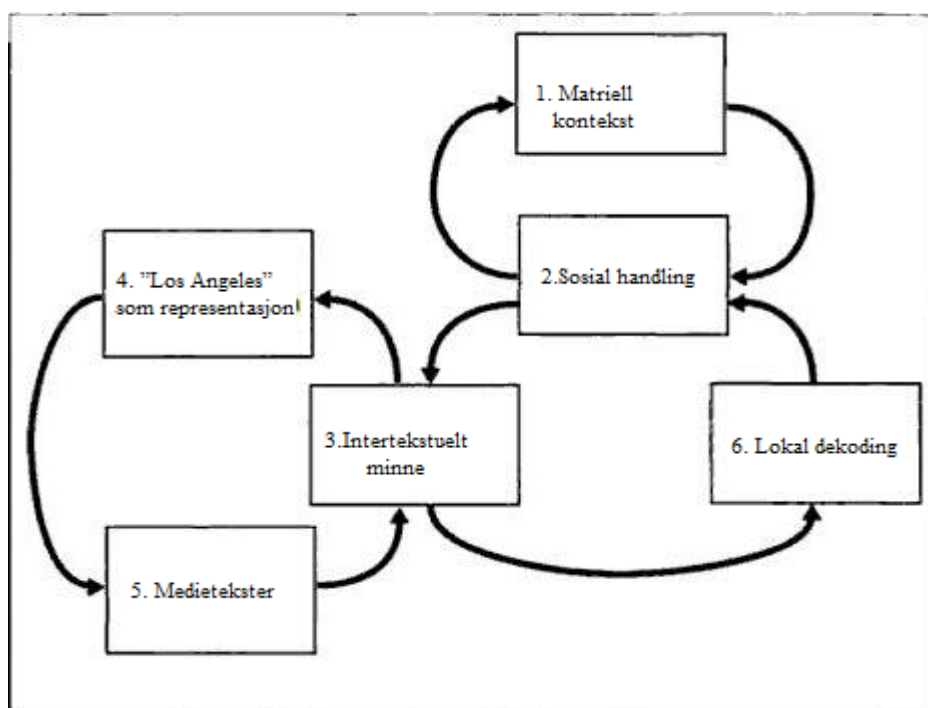 1. Matriell
kontekst
2.Sosial handling
4. ”Los Angeles”
som representasjon
3.Intertekstuelt
minne
6. Lokal dekoding
5. Medietekster